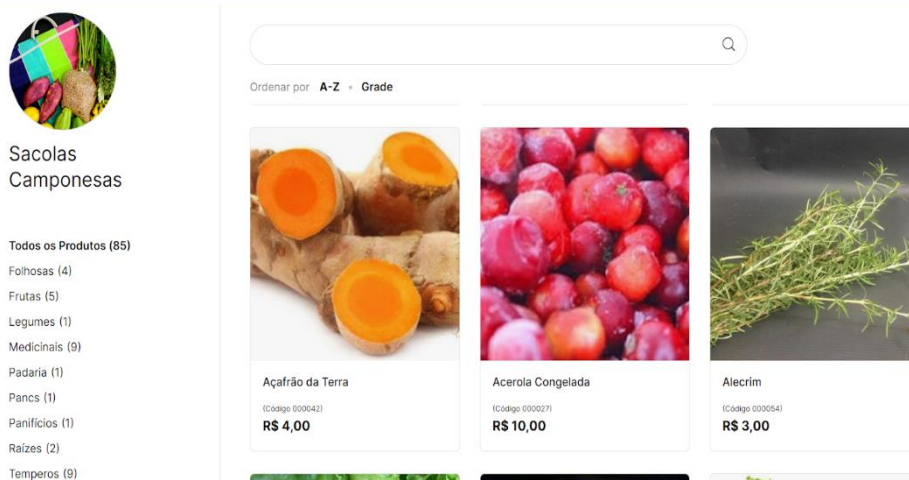 Sacolas
Camponesas
Todos os Produtos (85)
Folhosas (4)
Frutas (5)
Legumes (1)
Medicinais (9)
Padaria (1)
Pancs (1)
Panifícios (1)
Raízes (2)
Temperos (9)
Ordenar por A-Z • Grade
Açafrão da Terra
(Código 000042)
R$ 4,00
Acerola Congelada
(Código 000027)
R$ 10,00
Alecrim
(Código 000054)
R$ 3,00